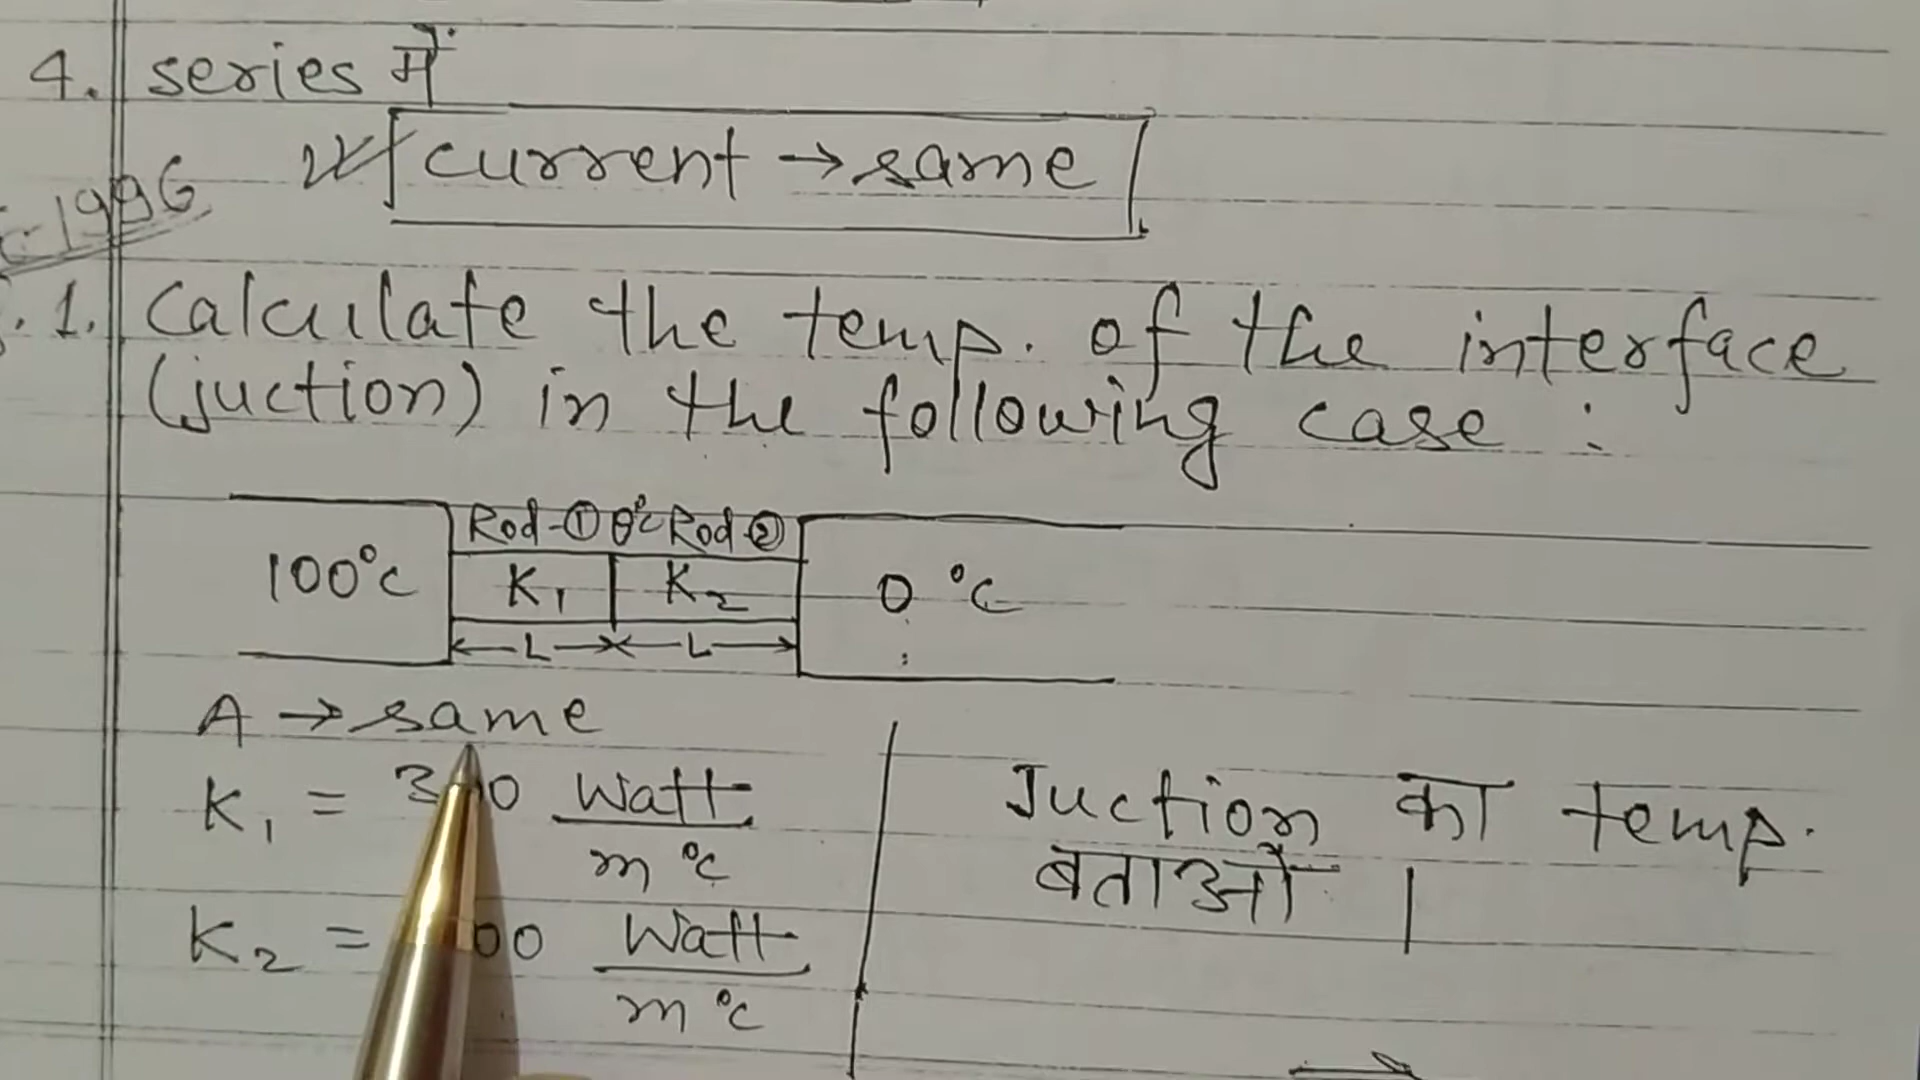 4. series में
current → same
1996
1. Calculate the temp. of the interface
(juction) in the following case :
Rod-① θ°c Rod ②
100°c K₁ K₂ 0 °c
L L
A → same
K₁ = Watt
m °c
K₂ = Watt
m °c
Juction का temp.
बताओ ।